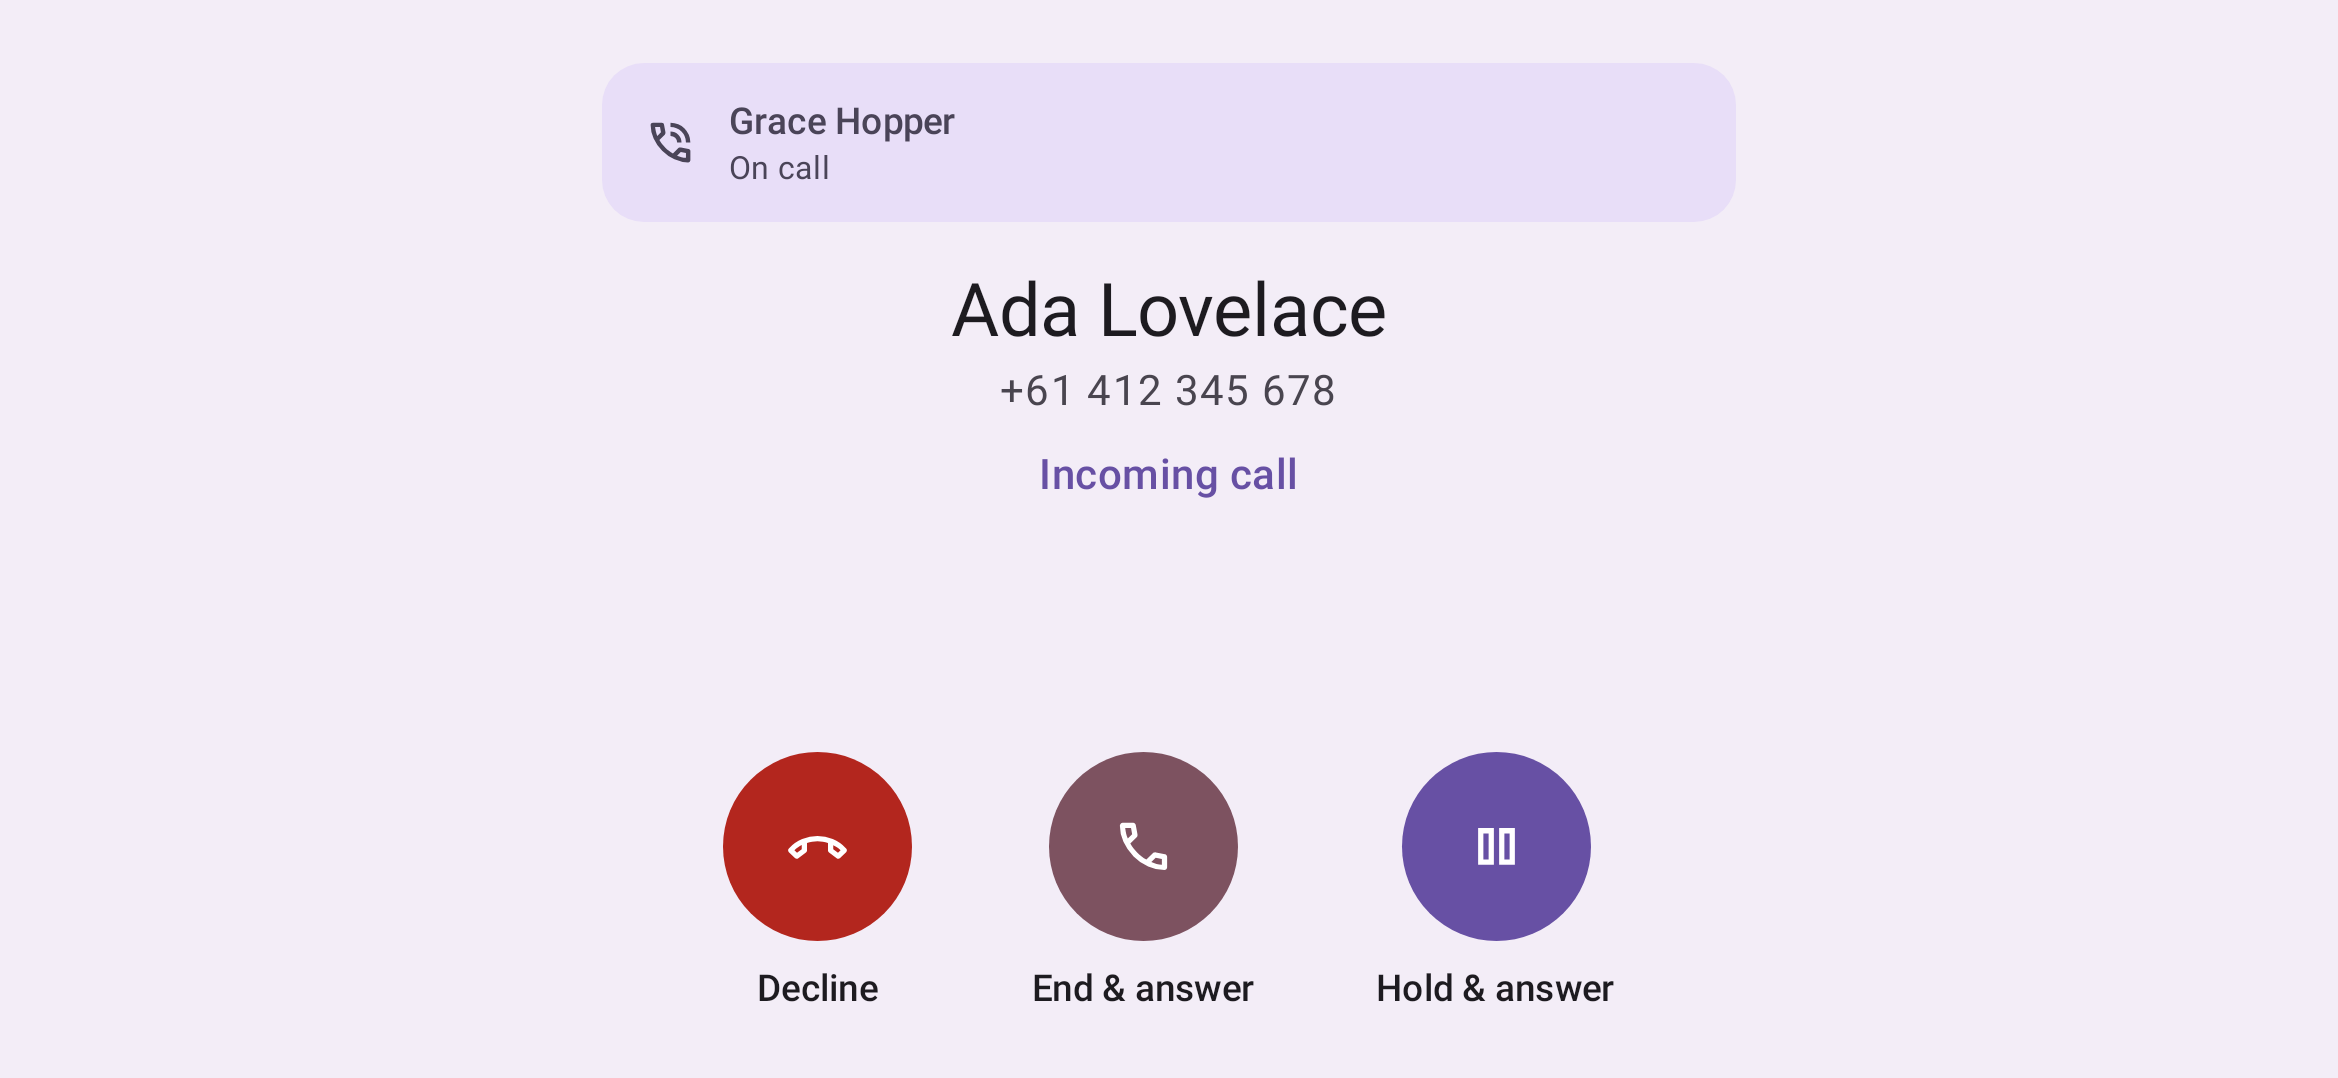 Grace Hopper
On call
Ada Lovelace
+61 412 345 678
Incoming call
Decline
End & answer
Hold & answer